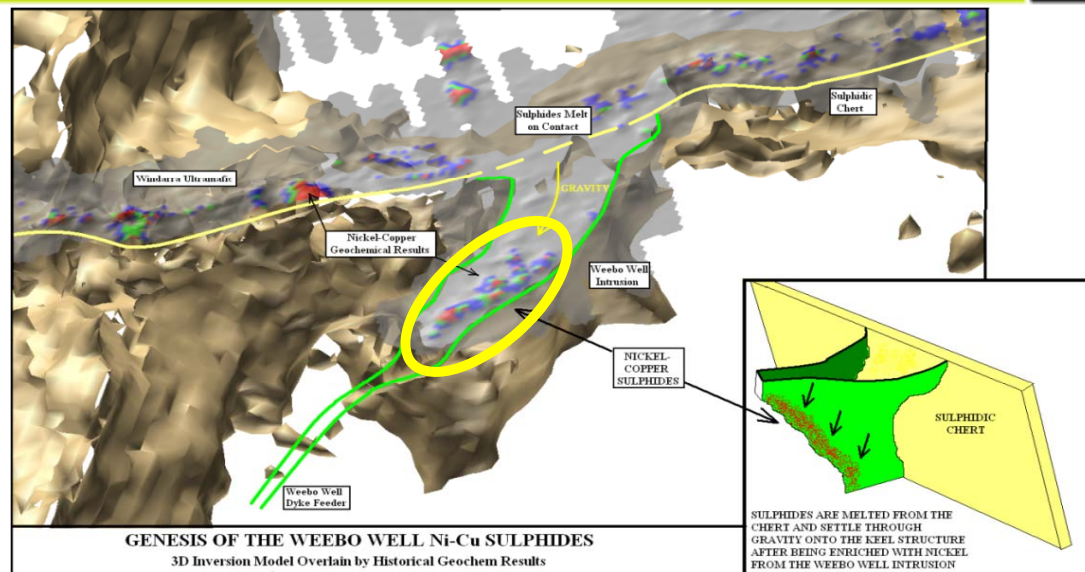 Sulphides Melt
on Contact
Sulphidic
Chert
Windarra Ultramafic
GRAVITY
Nickel-Copper
Geochemical Results
Weebo Well
Intrusion
NICKEL-
COPPER
SULPHIDES
SULPHIDIC
CHERT
Weebo Well
Dyke Feeder
SULPHIDES ARE MELTED FROM THE
CHERT AND SETTLE THROUGH
GRAVITY ONTO THE KEEL STRUCTURE
AFTER BEING ENRICHED WITH NICKEL
FROM THE WEEBO WELL INTRUSION
GENESIS OF THE WEEBO WELL Ni-Cu SULPHIDES
3D Inversion Model Overlain by Historical Geochem Results